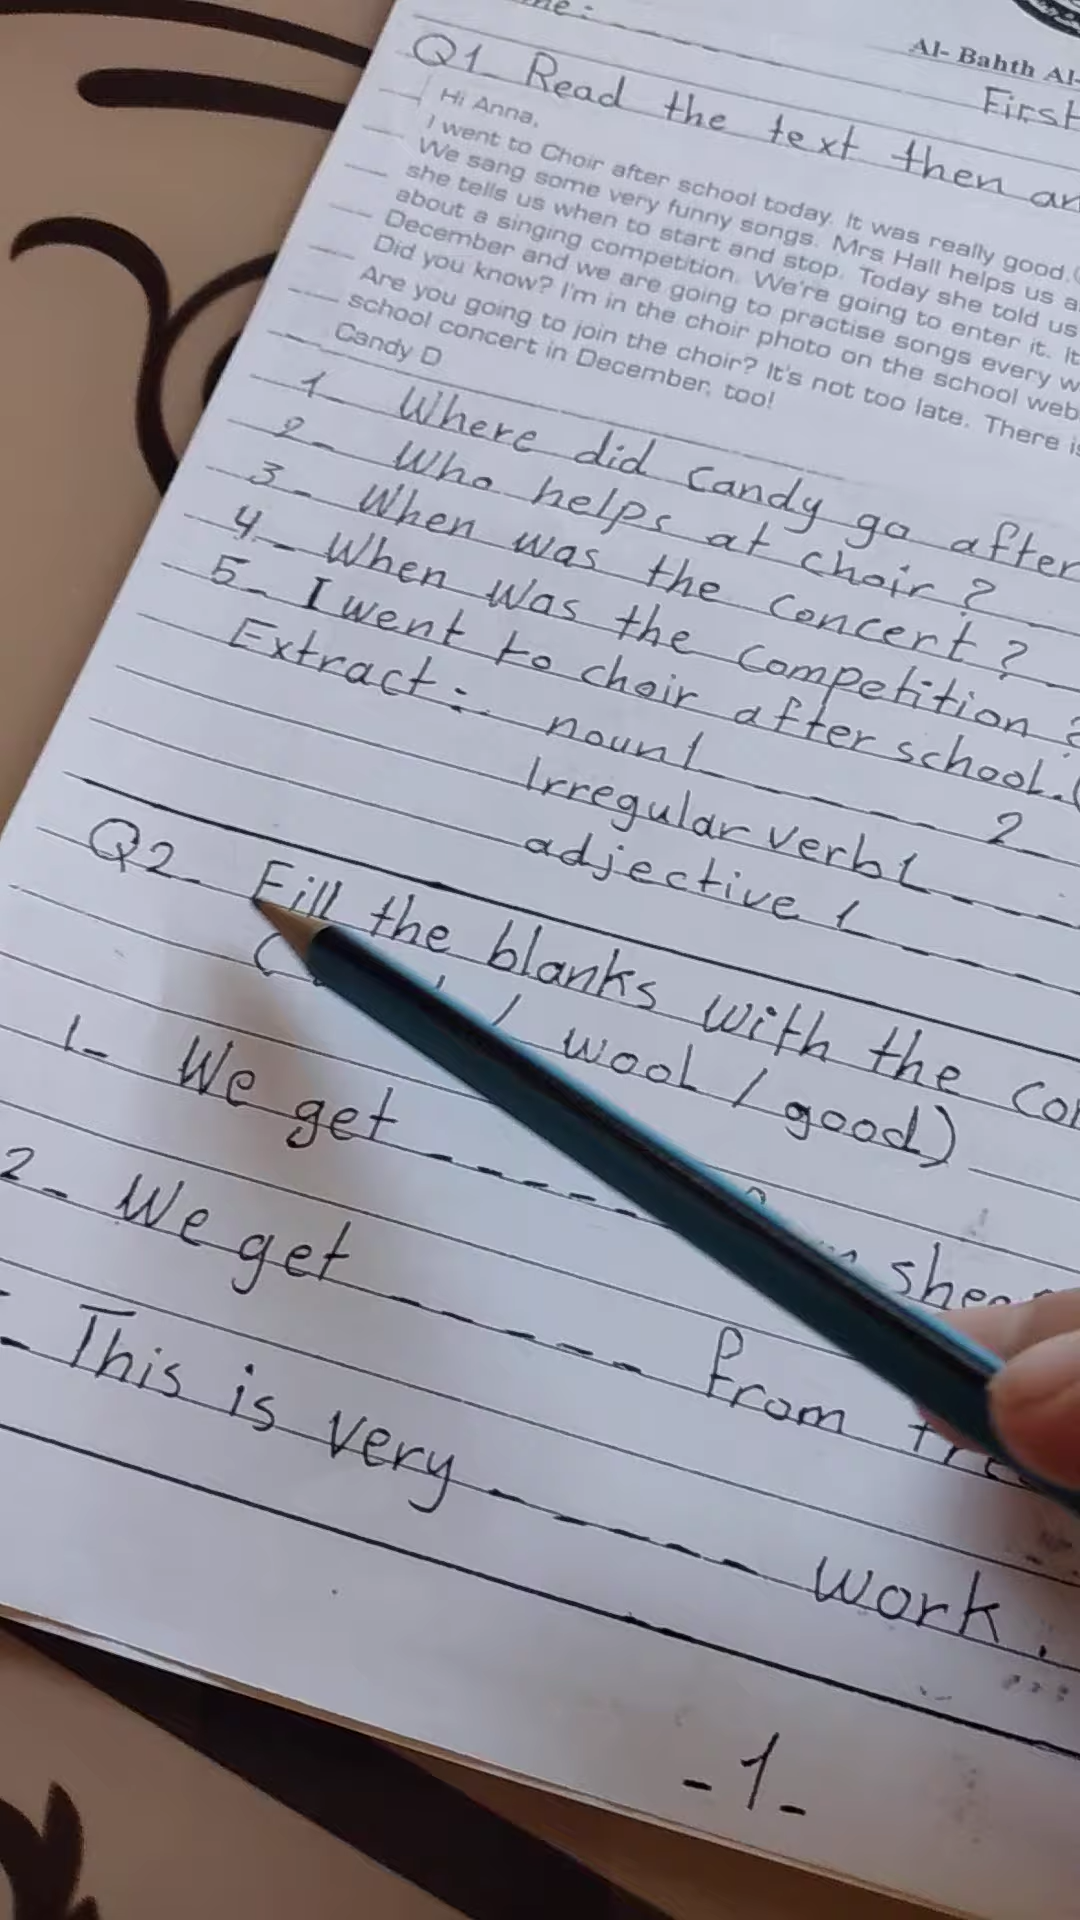 Al- Bahth Al-
First
Q1- Read the text then
Hi Anna,
I went to Choir after school today. It was really good.
We sang some very funny songs. Mrs Hall helps us
she tells us when to start and stop. Today she told us
about a singing competition. We're going to enter it. It
December and we are going to practise songs every
Did you know? I'm in the choir photo on the school web
Are you going to join the choir? It's not too late. There is
school concert in December, too!
Candy D
1- Where did Candy go after
2- Who helps at choir ?
3- When was the concert ?
4- When was the competition ?
5- I went to choir after school. (
Extract : noun 1 ------ 2
Irregular verb 1 ----
adjective 1 ----
Q2- Fill the blanks with the
( / wool / good)
1- We get ------ shee
2- We get ------ from tree
- This is very ------ work.
-1-